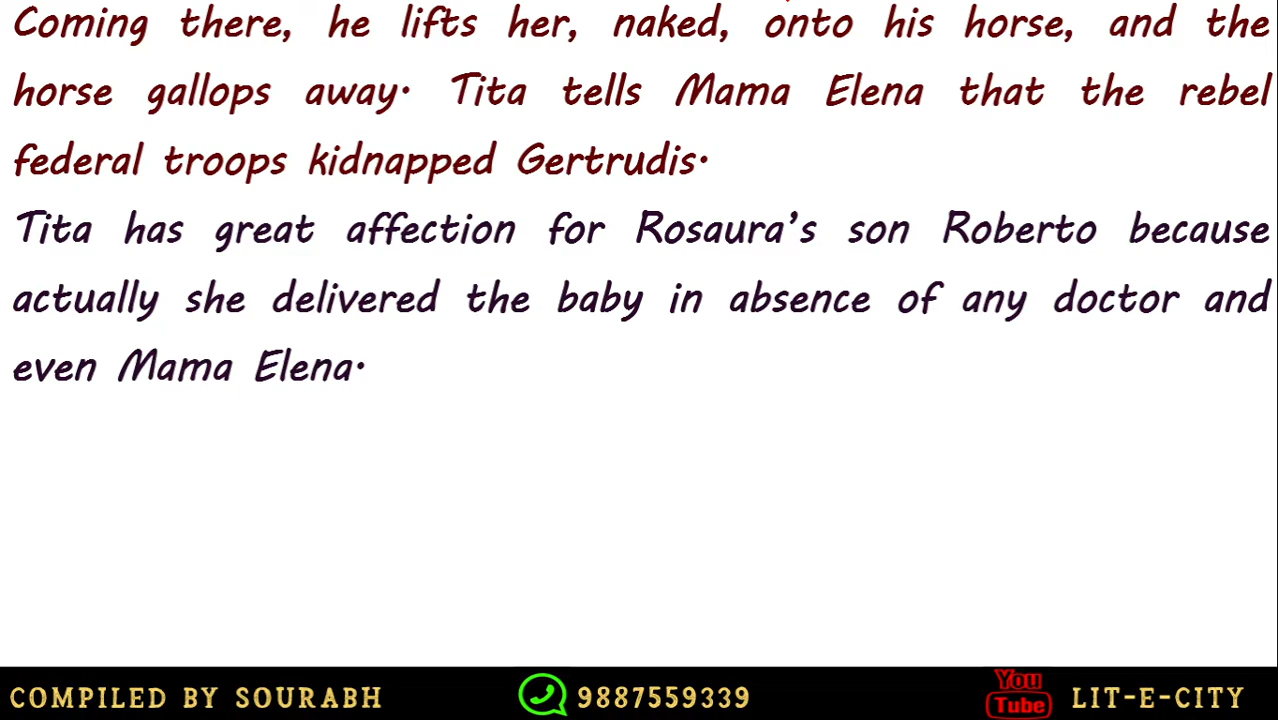 Coming there, he lifts her, naked, onto his horse, and the
horse gallops away. Tita tells Mama Elena that the rebel
federal troops kidnapped Gertrudis.
Tita has great affection for Rosaura’s son Roberto because
actually she delivered the baby in absence of any doctor and
even Mama Elena.
COMPILED BY SOURABH 9887559339 You Tube LIT-E-CITY